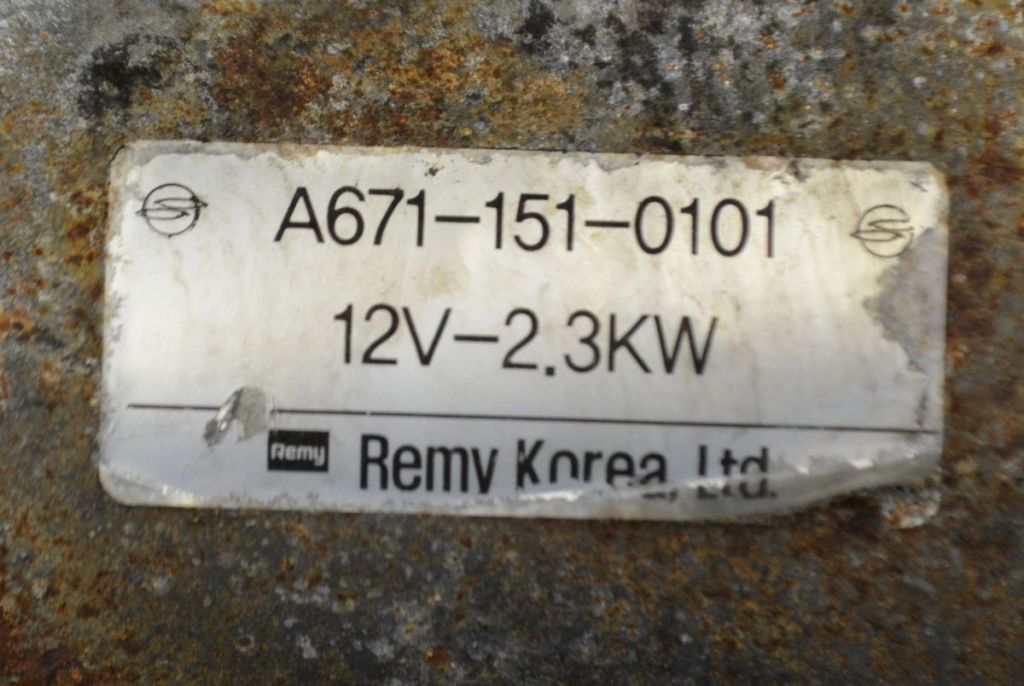 A671-151-0101
12V-2.3KW
Remy Remy Korea, Ltd.